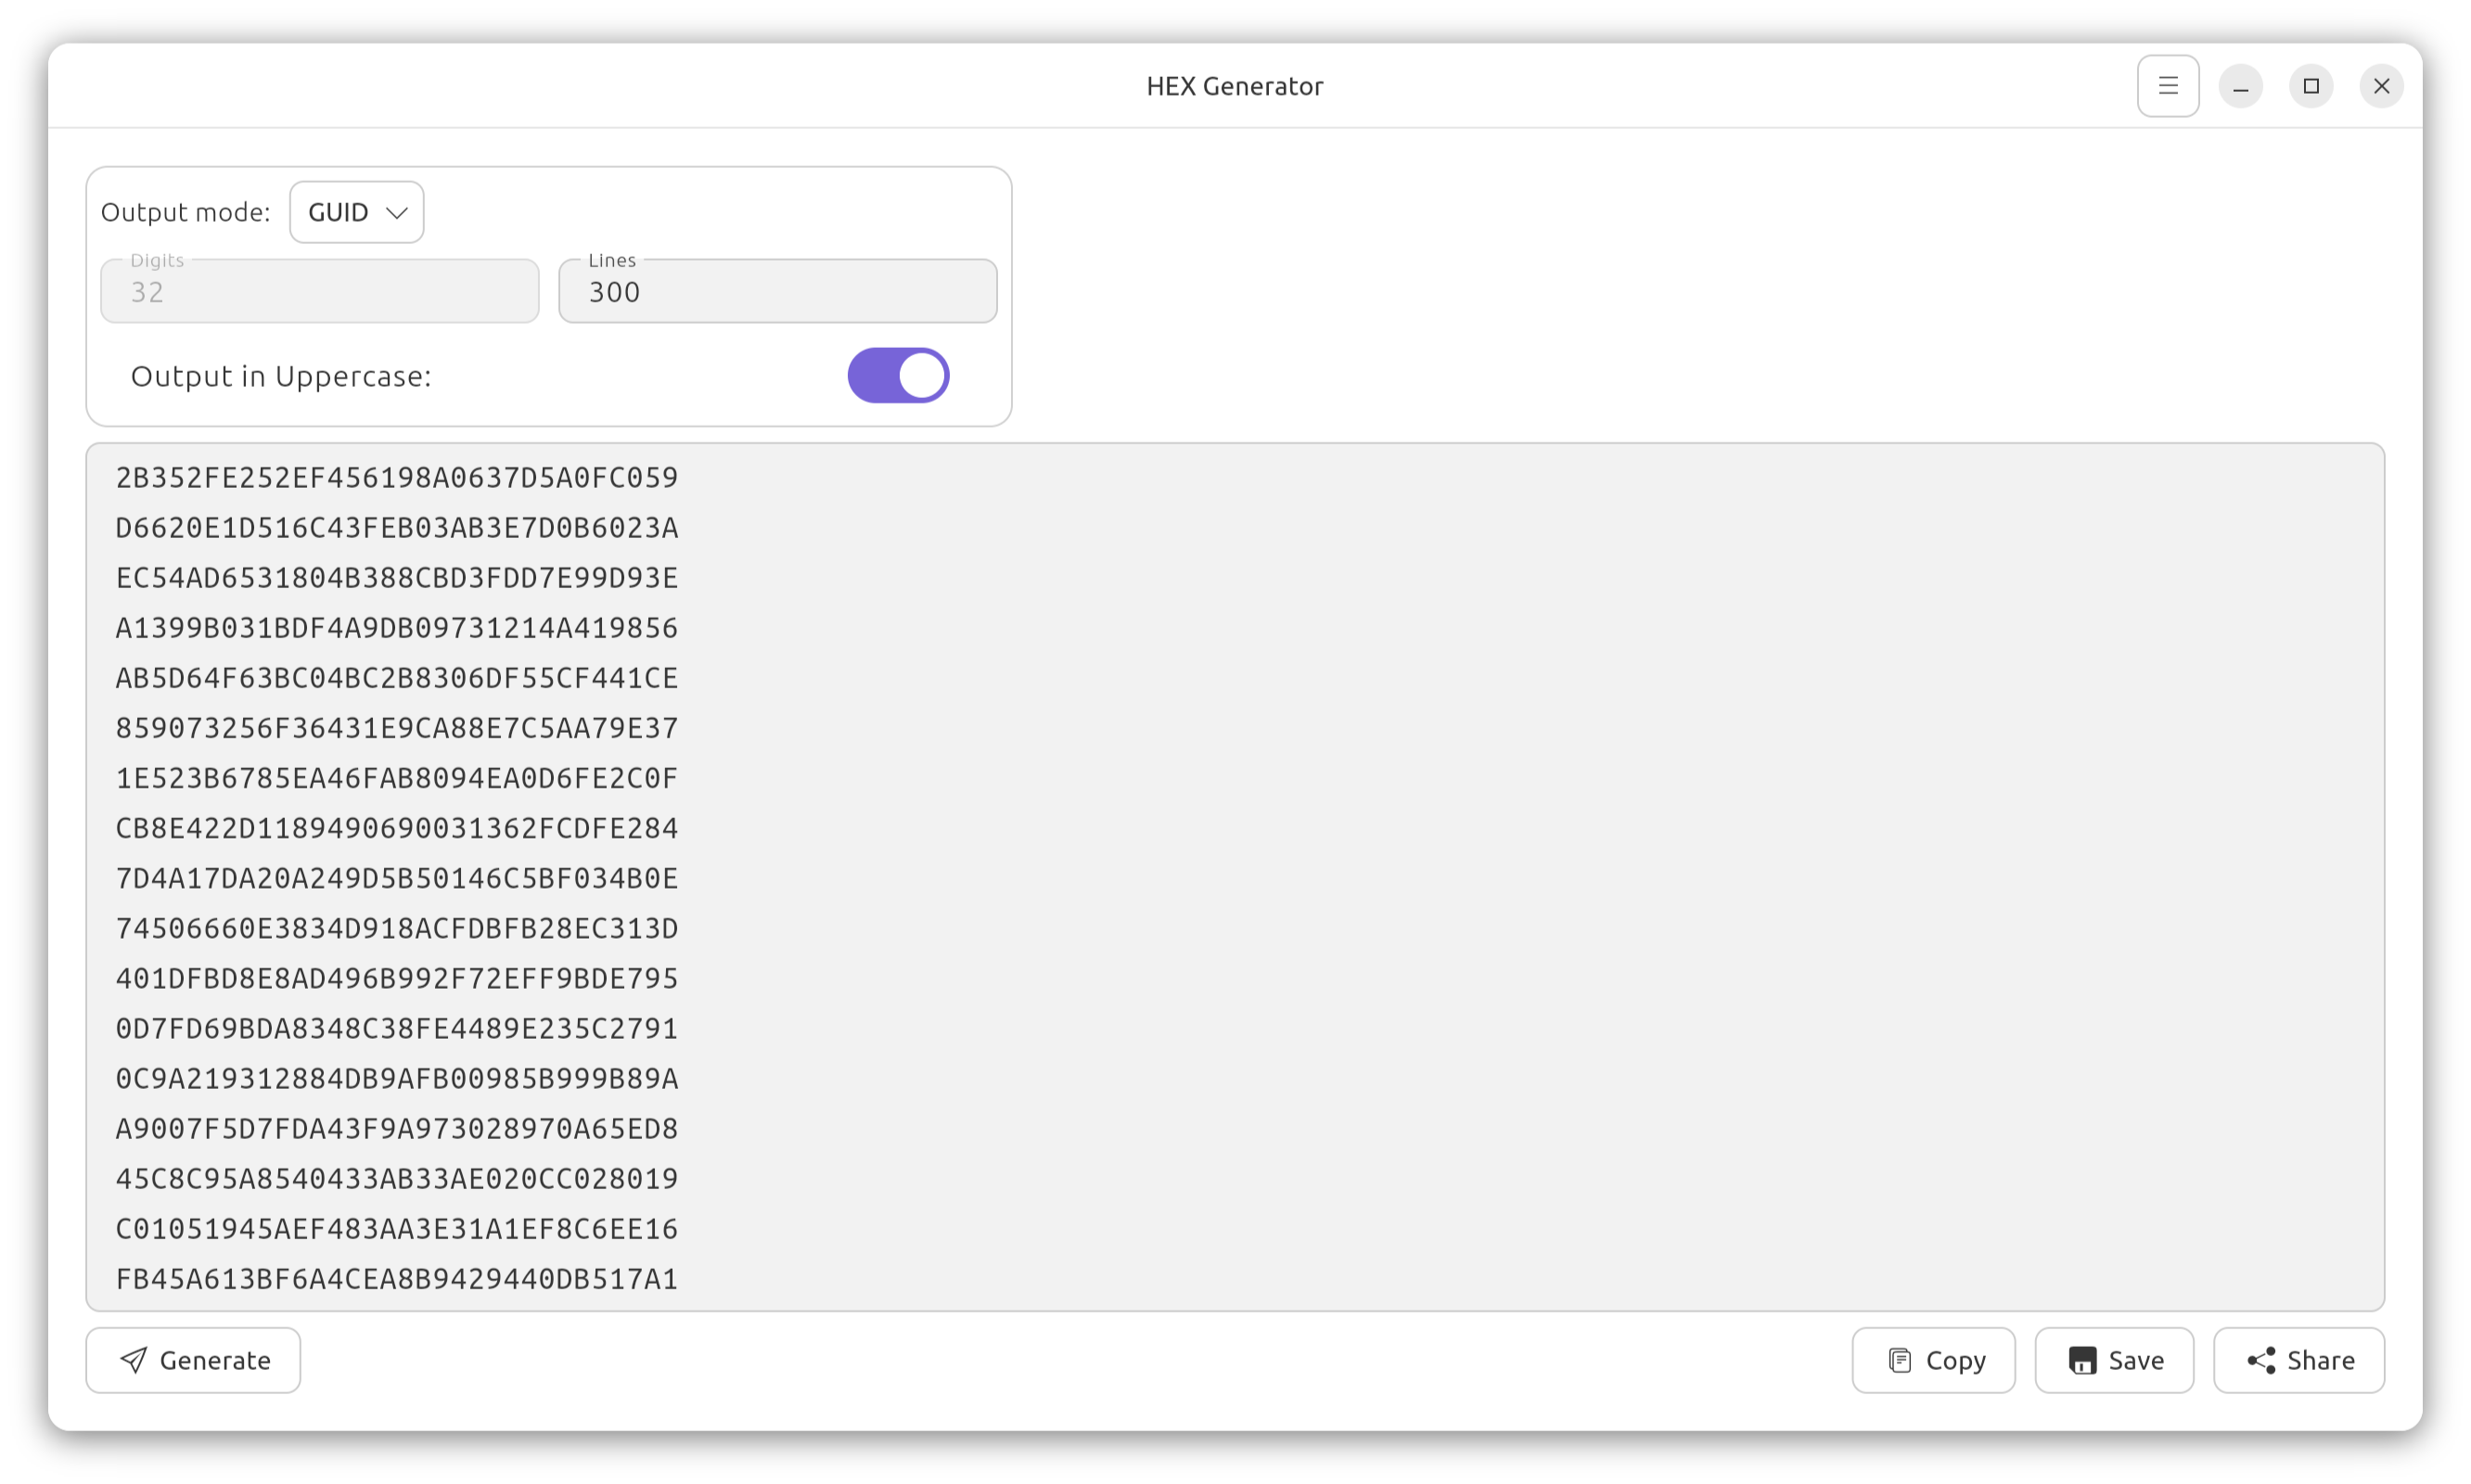 HEX Generator
Output mode: GUID
Digits Lines
32 300
Output in Uppercase:
2B352FE252EF456198A0637D5A0FC059
D6620E1D516C43FEB03AB3E7D0B6023A
EC54AD6531804B388CBD3FDD7E99D93E
A1399B031BDF4A9DB09731214A419856
AB5D64F63BC04BC2B8306DF55CF441CE
859073256F36431E9CA88E7C5AA79E37
1E523B6785EA46FAB8094EA0D6FE2C0F
CB8E422D1189490690031362FCDFE284
7D4A17DA20A249D5B50146C5BF034B0E
74506660E3834D918ACFDBFB28EC313D
401DFBD8E8AD496B992F72EFF9BDE795
0D7FD69BDA8348C38FE4489E235C2791
0C9A219312884DB9AFB00985B999B89A
A9007F5D7FDA43F9A973028970A65ED8
45C8C95A8540433AB33AE020CC028019
C01051945AEF483AA3E31A1EF8C6EE16
FB45A613BF6A4CEA8B9429440DB517A1
Generate Copy Save Share